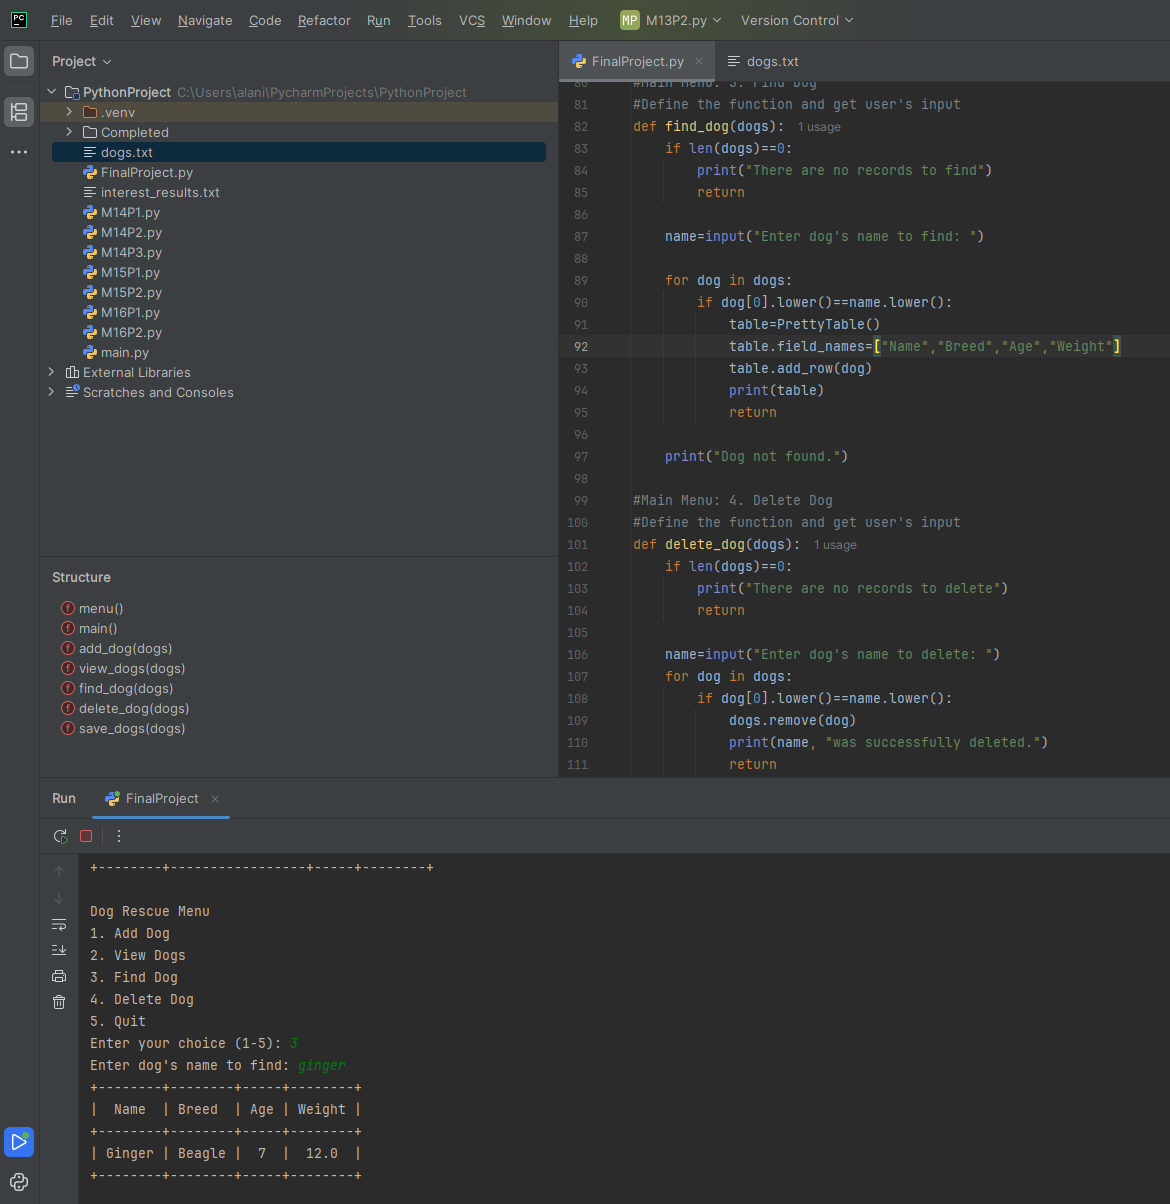 PC File Edit View Navigate Code Refactor Run Tools VCS Window Help MP M13P2.py Version Control
Project
PythonProject C:\Users\alani\PycharmProjects\PythonProject
.venv
Completed
dogs.txt
FinalProject.py
interest_results.txt
M14P1.py
M14P2.py
M14P3.py
M15P1.py
M15P2.py
M16P1.py
M16P2.py
main.py
External Libraries
Scratches and Consoles
Structure
f menu()
f main()
f add_dog(dogs)
f view_dogs(dogs)
f find_dog(dogs)
f delete_dog(dogs)
f save_dogs(dogs)
FinalProject.py dogs.txt
80 #Main Menu: 3. Find Dog
81 #Define the function and get user's input
82 def find_dog(dogs): 1 usage
83 if len(dogs)==0:
84 print("There are no records to find")
85 return
86
87 name=input("Enter dog's name to find: ")
88
89 for dog in dogs:
90 if dog[0].lower()==name.lower():
91 table=PrettyTable()
92 table.field_names=["Name","Breed","Age","Weight"]
93 table.add_row(dog)
94 print(table)
95 return
96
97 print("Dog not found.")
98
99 #Main Menu: 4. Delete Dog
100 #Define the function and get user's input
101 def delete_dog(dogs): 1 usage
102 if len(dogs)==0:
103 print("There are no records to delete")
104 return
105
106 name=input("Enter dog's name to delete: ")
107 for dog in dogs:
108 if dog[0].lower()==name.lower():
109 dogs.remove(dog)
110 print(name, "was successfully deleted.")
111 return
Run FinalProject
+--------+-----------------+-----+--------+
Dog Rescue Menu
1. Add Dog
2. View Dogs
3. Find Dog
4. Delete Dog
5. Quit
Enter your choice (1-5): 3
Enter dog's name to find: ginger
+--------+--------+-----+--------+
|  Name  | Breed  | Age | Weight |
+--------+--------+-----+--------+
| Ginger | Beagle |  7  |  12.0  |
+--------+--------+-----+--------+